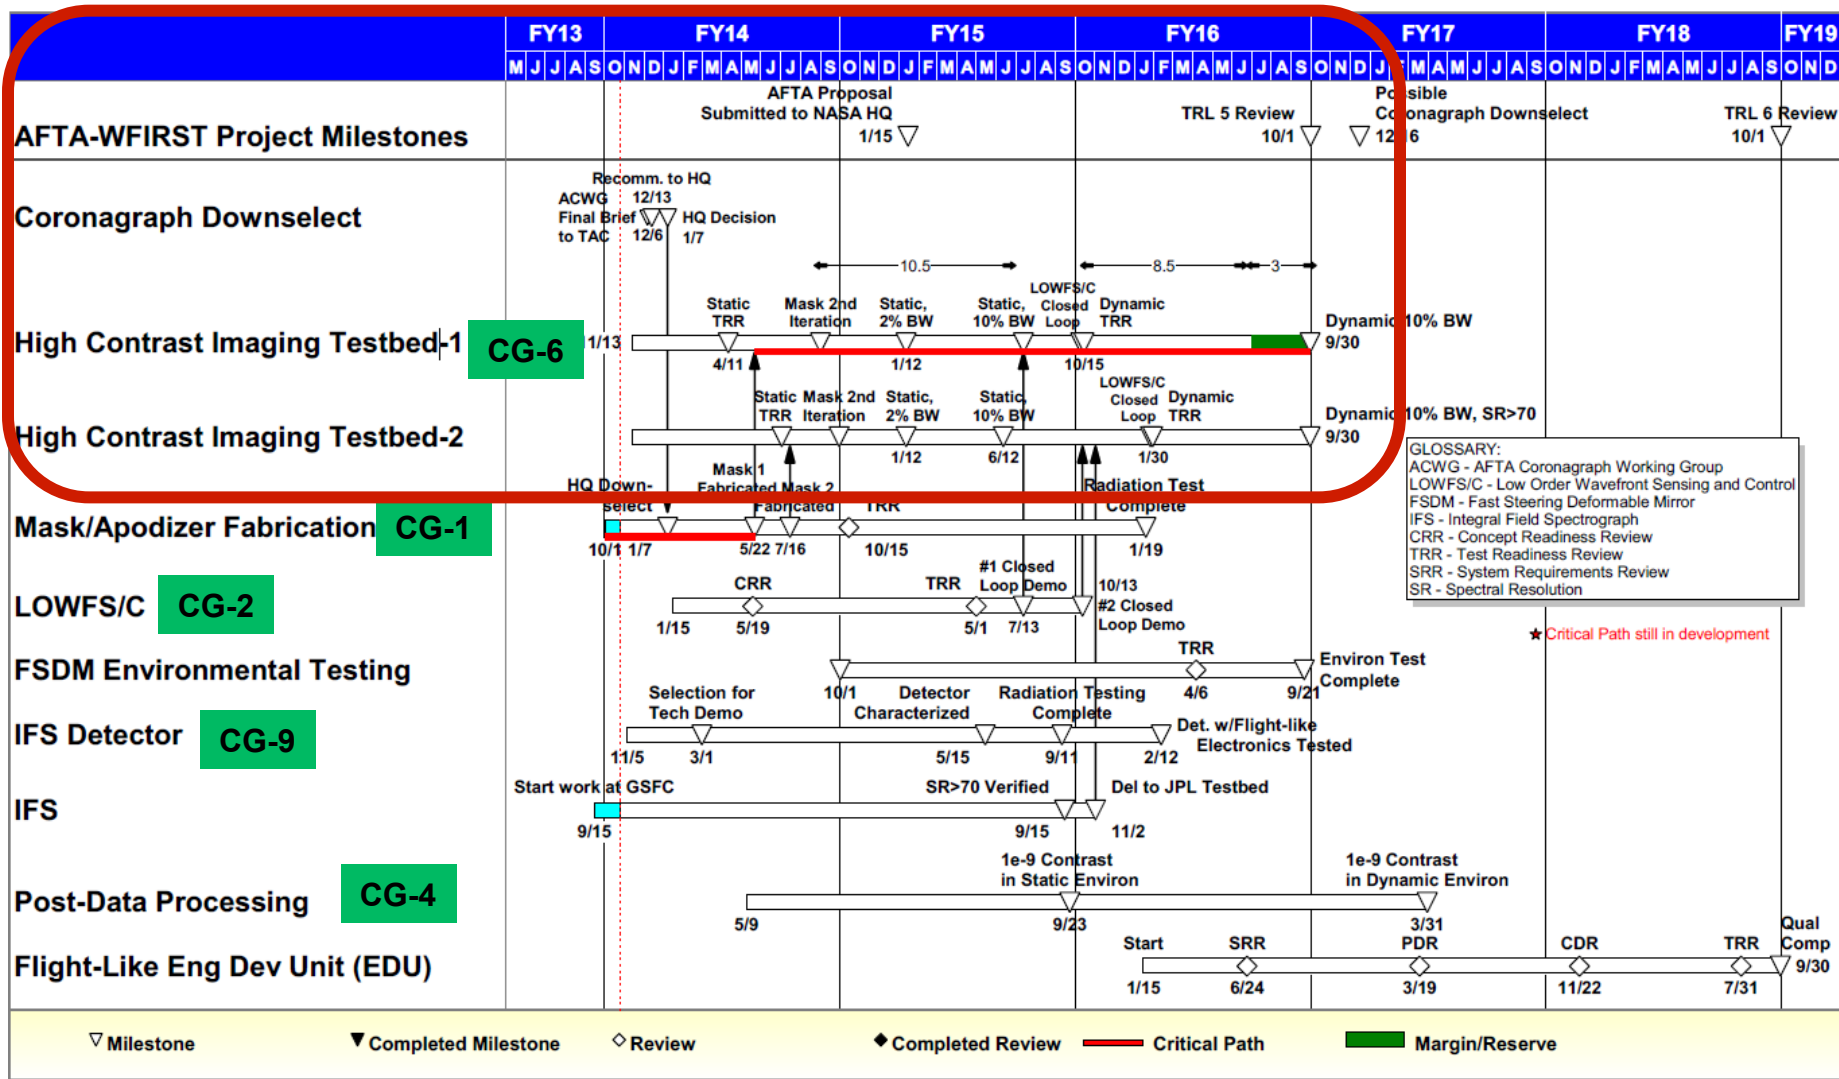 FY13 FY14 FY15 FY16 FY17 FY18 FY19
M J J A S O N D J F M A M J J A S O N D J F M A M J J A S O N D J F M A M J J A S O N D J F M A M J J A S O N D J F M A M J J A S O N D
AFTA-WFIRST Project Milestones
AFTA Proposal
Submitted to NASA HQ
1/15
TRL 5 Review
10/1
Possible
Coronagraph Downselect
12/16
TRL 6 Review
10/1
Coronagraph Downselect
Recomm. to HQ
12/13
ACWG
Final Brief
to TAC
12/6
HQ Decision
1/7
10.5
8.5
3
High Contrast Imaging Testbed-1
CG-6
11/13
Static
TRR
4/11
Mask 2nd
Iteration
Static,
2% BW
1/12
Static,
10% BW
LOWFS/C
Closed
Loop
Dynamic
TRR
10/15
Dynamic 10% BW
9/30
High Contrast Imaging Testbed-2
Static
TRR
Mask 2nd
Iteration
Static,
2% BW
1/12
Static,
10% BW
6/12
LOWFS/C
Closed
Loop
Dynamic
TRR
1/30
Dynamic 10% BW, SR>70
9/30
GLOSSARY:
ACWG - AFTA Coronagraph Working Group
LOWFS/C - Low Order Wavefront Sensing and Control
FSDM - Fast Steering Deformable Mirror
IFS - Integral Field Spectrograph
CRR - Concept Readiness Review
TRR - Test Readiness Review
SRR - System Requirements Review
SR - Spectral Resolution
Mask/Apodizer Fabrication
CG-1
HQ Down-
select
10/1 1/7
Mask 1
Fabricated
5/22
Mask 2
Fabricated
7/16
TRR
10/15
Radiation Test
Complete
1/19
LOWFS/C
CG-2
1/15
CRR
5/19
TRR
5/1
#1 Closed
Loop Demo
7/13
10/13
#2 Closed
Loop Demo
Critical Path still in development
FSDM Environmental Testing
10/1
TRR
4/6
Environ Test
Complete
9/21
IFS Detector
CG-9
11/5
Selection for
Tech Demo
3/1
Detector
Characterized
5/15
Radiation Testing
Complete
9/11
Det. w/Flight-like
Electronics Tested
2/12
IFS
Start work at GSFC
9/15
SR>70 Verified
9/15
Del to JPL Testbed
11/2
Post-Data Processing
CG-4
5/9
1e-9 Contrast
in Static Environ
9/23
1e-9 Contrast
in Dynamic Environ
3/31
Flight-Like Eng Dev Unit (EDU)
Start
1/15
SRR
6/24
PDR
3/19
CDR
11/22
TRR
7/31
Qual
Comp
9/30
Milestone
Completed Milestone
Review
Completed Review
Critical Path
Margin/Reserve